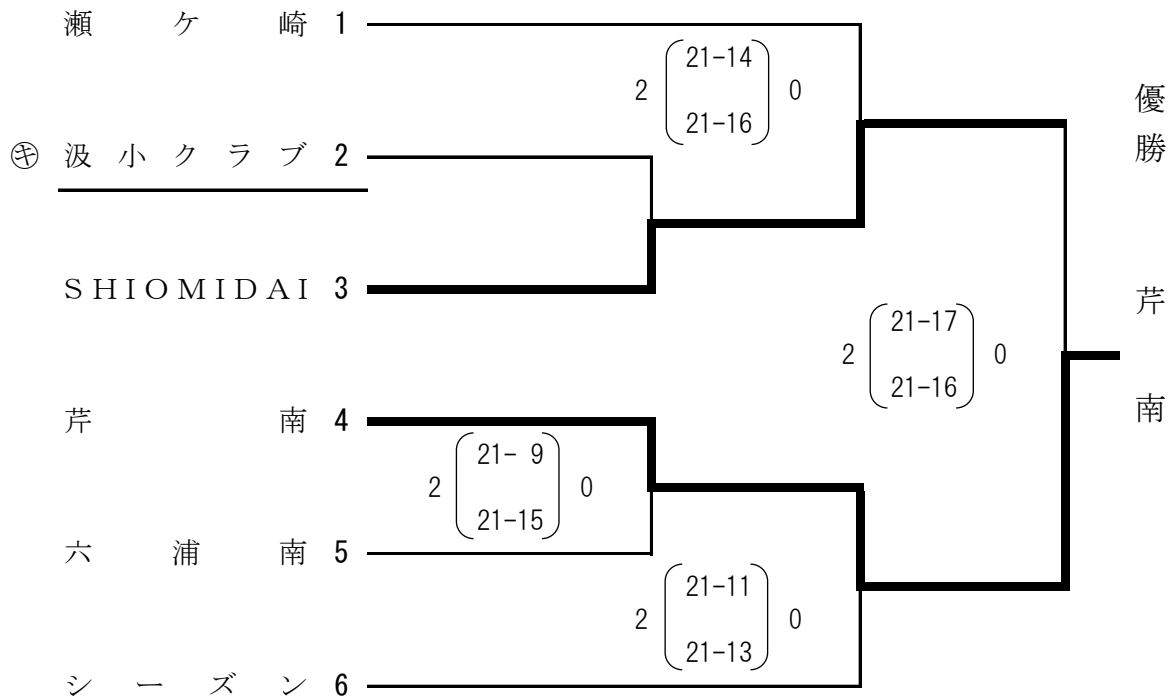 瀬ケ崎 1
2 21-14 0
21-16
㋖ 汲小クラブ 2
SHIOMIDAI 3
2 21-17 0
21-16
芹南 4
2 21- 9 0
21-15
六浦南 5
2 21-11 0
21-13
シーズン 6
優勝
芹南